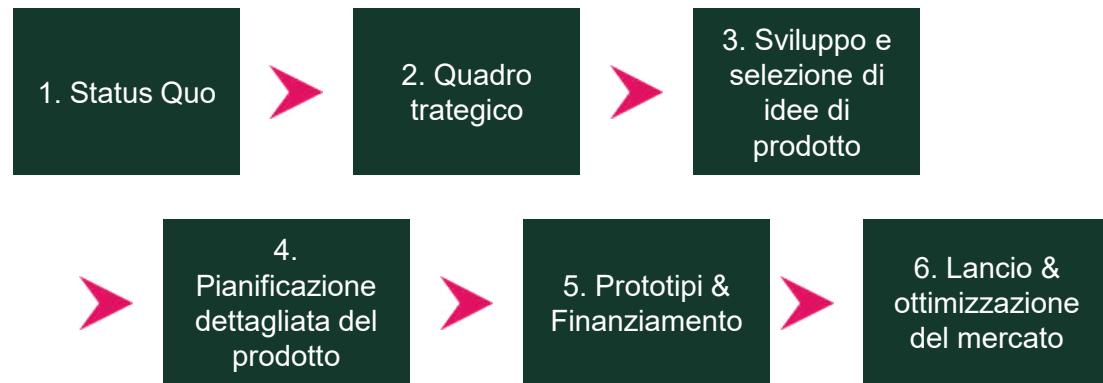 1. Status Quo
2. Quadro
trategico
3. Sviluppo e
selezione di
idee di
prodotto
4.
Pianificazione
dettagliata del
prodotto
5. Prototipi &
Finanziamento
6. Lancio &
ottimizzazione
del mercato